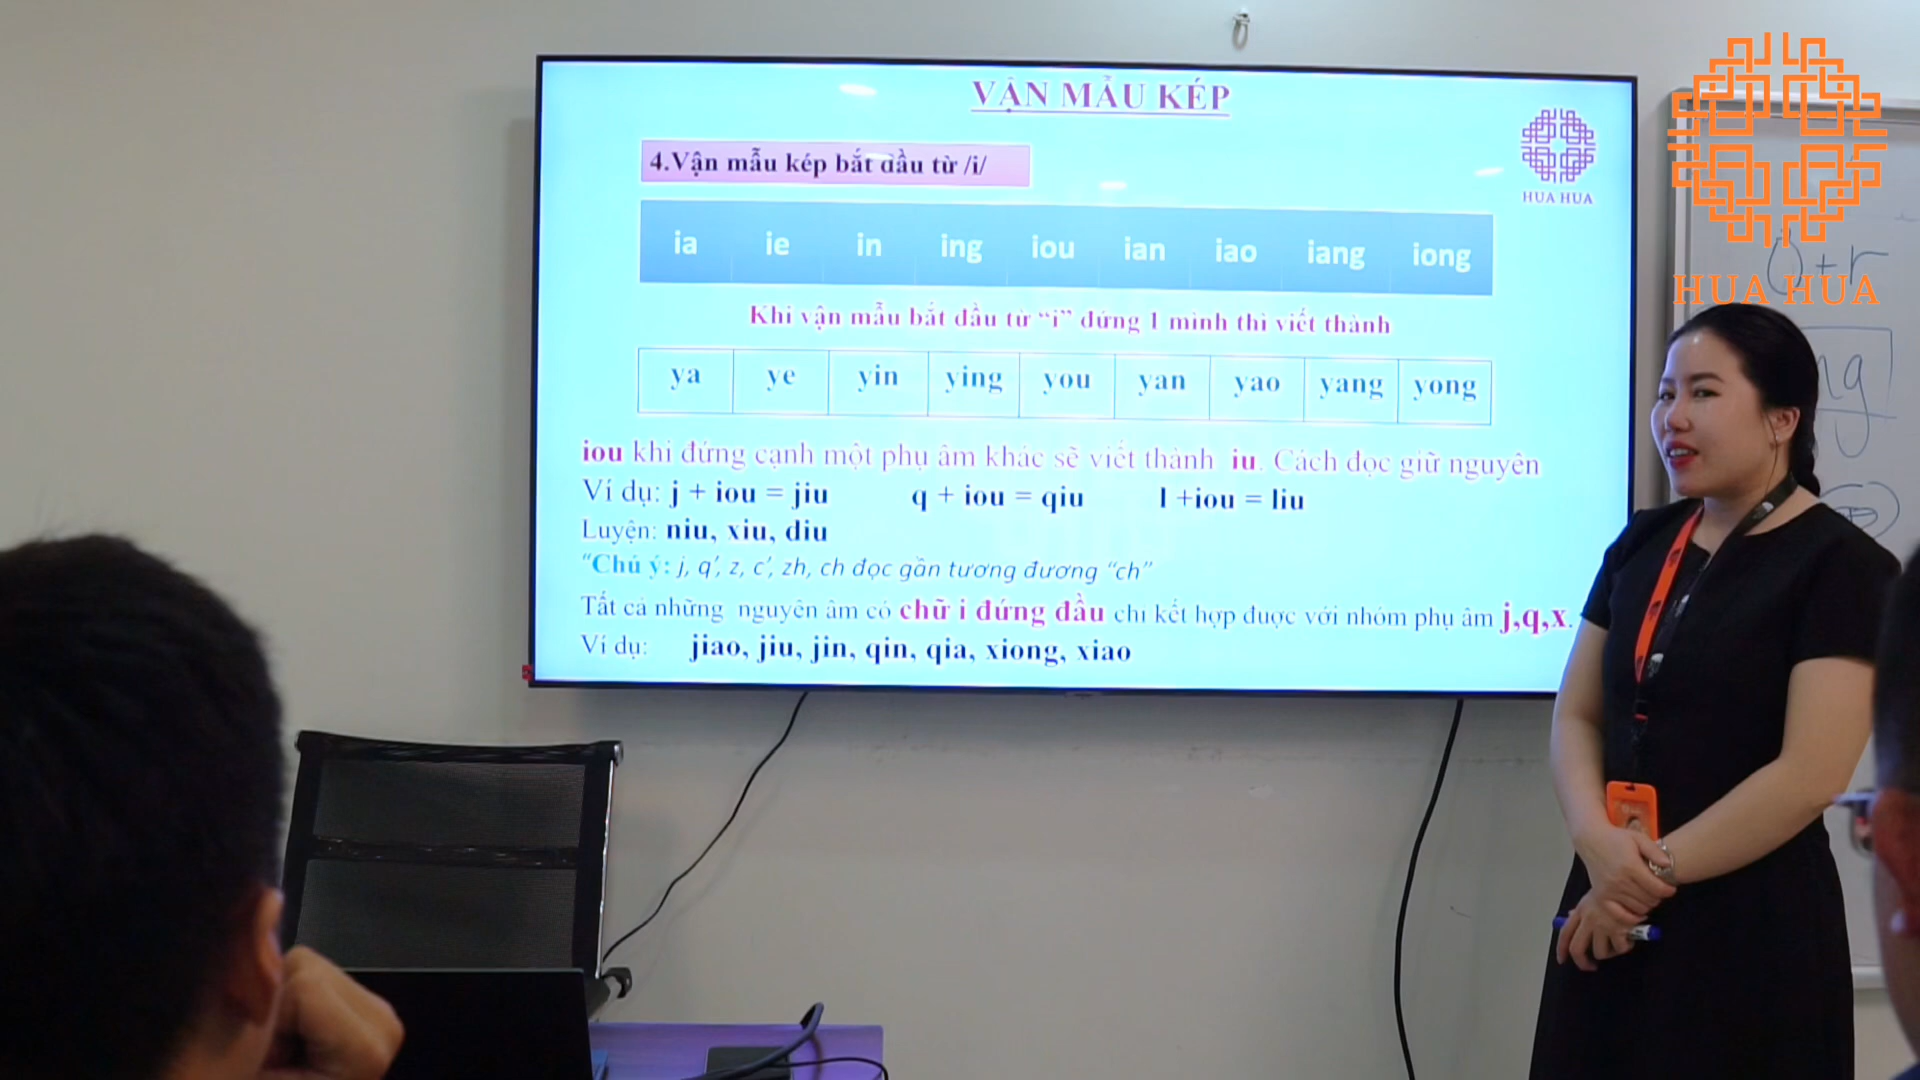 VẬN MẪU KÉP
4.Vận mẫu kép bắt đầu từ /i/
HUA HUA
ia ie in ing iou ian iao iang iong
Khi vận mẫu bắt đầu từ “i” đứng 1 mình thì viết thành
ya ye yin ying you yan yao yang yong
iou khi đứng cạnh một phụ âm khác sẽ viết thành iu. Cách đọc giữ nguyên
Ví dụ: j + iou = jiu q + iou = qiu l +iou = liu
Luyện: niu, xiu, diu
“Chú ý: j, q’, z, c’, zh, ch đọc gần tương đương “ch”
Tất cả những nguyên âm có chữ i đứng đầu chỉ kết hợp được với nhóm phụ âm j,q,x.
Ví dụ: jiao, jiu, jin, qin, qia, xiong, xiao
HUA HUA
+r
ng